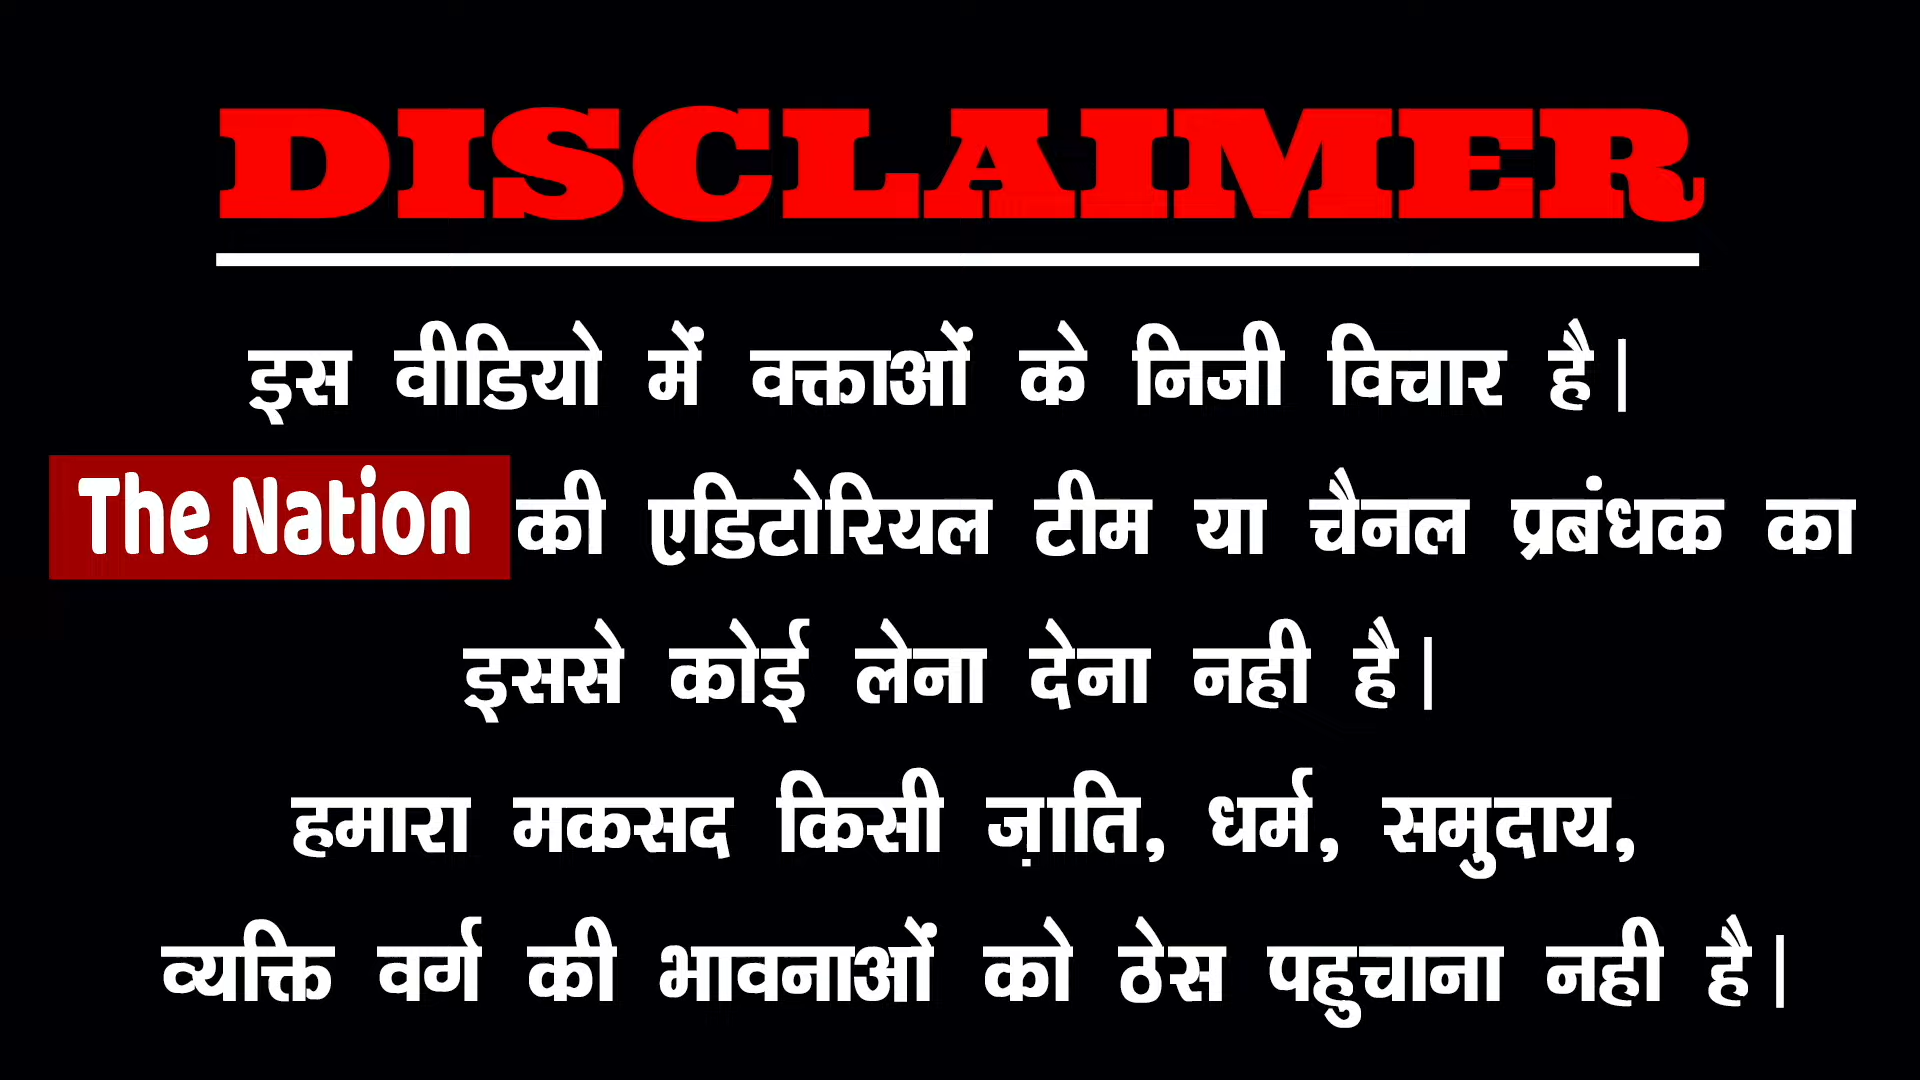 DISCLAIMER
इस वीडियो में वक्ताओं के निजी विचार है|
The Nation की एडिटोरियल टीम या चैनल प्रबंधक का
इससे कोई लेना देना नही है|
हमारा मकसद किसी ज़ाति, धर्म, समुदाय,
व्यक्ति वर्ग की भावनाओं को ठेस पहुचाना नही है|